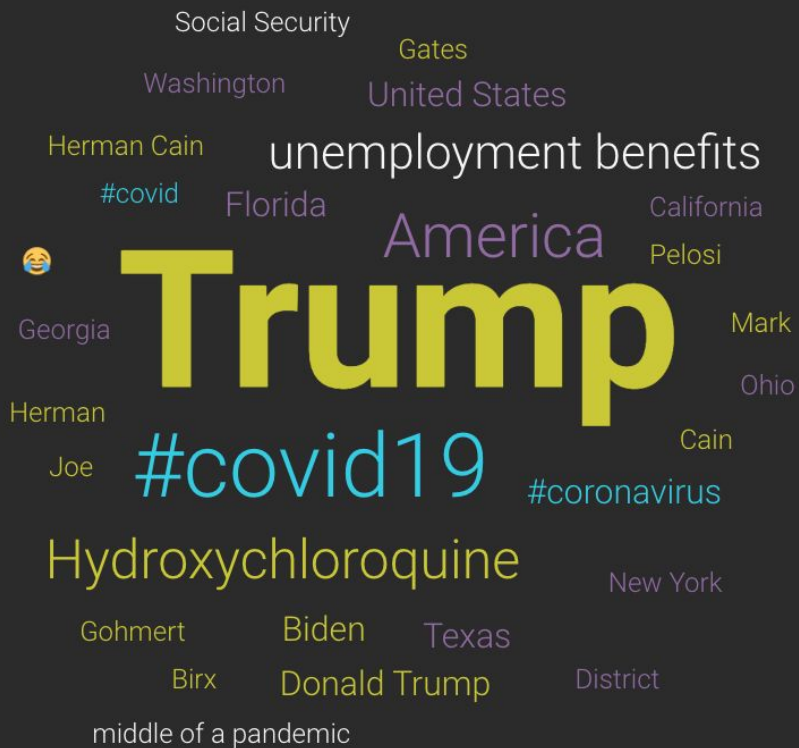 Social Security
Gates
Washington
United States
Herman Cain
unemployment benefits
#covid
Florida
California
America
Pelosi
Trump
Georgia
Mark
Ohio
Herman
Cain
Joe
#covid19
#coronavirus
Hydroxychloroquine
New York
Gohmert
Biden
Texas
Birx
Donald Trump
District
middle of a pandemic